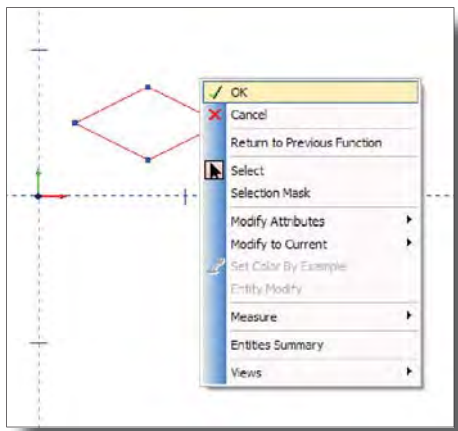 OK
Cancel
Return to Previous Function
Select
Selection Mask
Modify Attributes
Modify to Current
Set Color By Example
Entity Modify
Measure
Entities Summary
Views